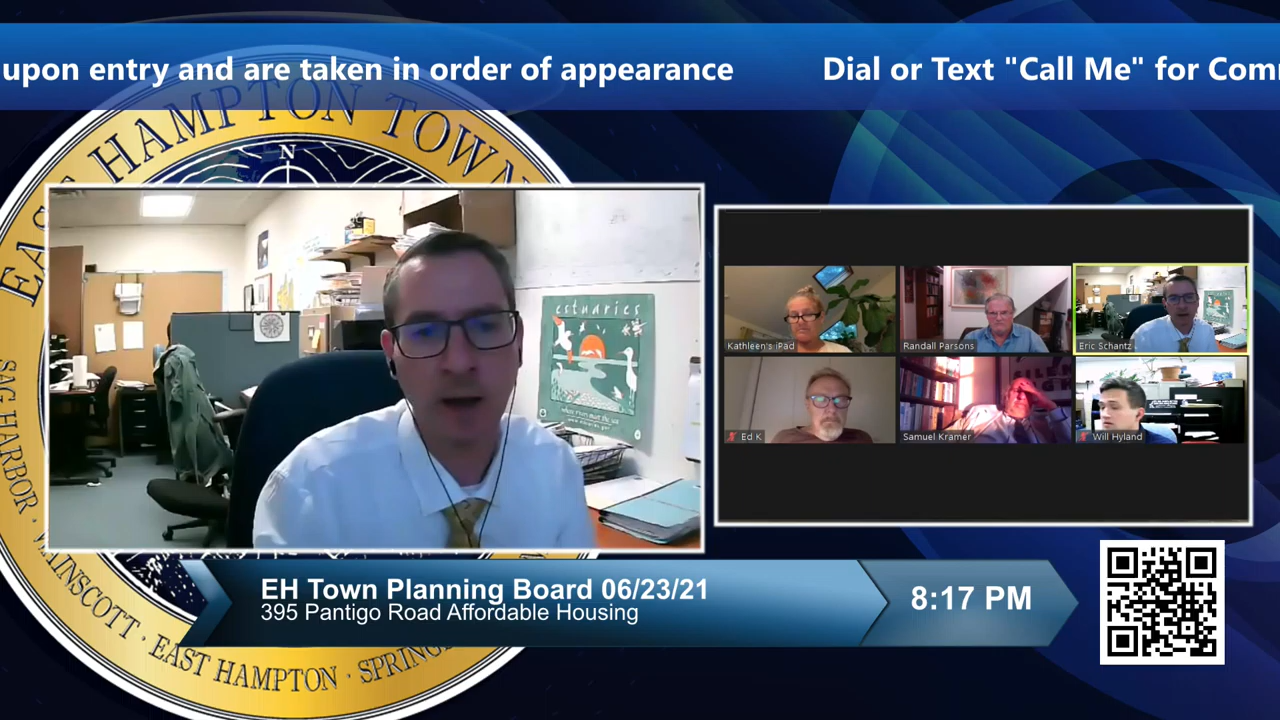 upon entry and are taken in order of appearance
Dial or Text "Call Me" for Com
EAST HAMPTON TOWN
N
estuaries
Kathleen's iPad
Randall Parsons
Eric Schantz
Ed K
Samuel Kramer
Will Hyland
SAG HARBOR · WAINSCOTT · EAST HAMPTON · SPRING
EH Town Planning Board 06/23/21
395 Pantigo Road Affordable Housing
8:17 PM